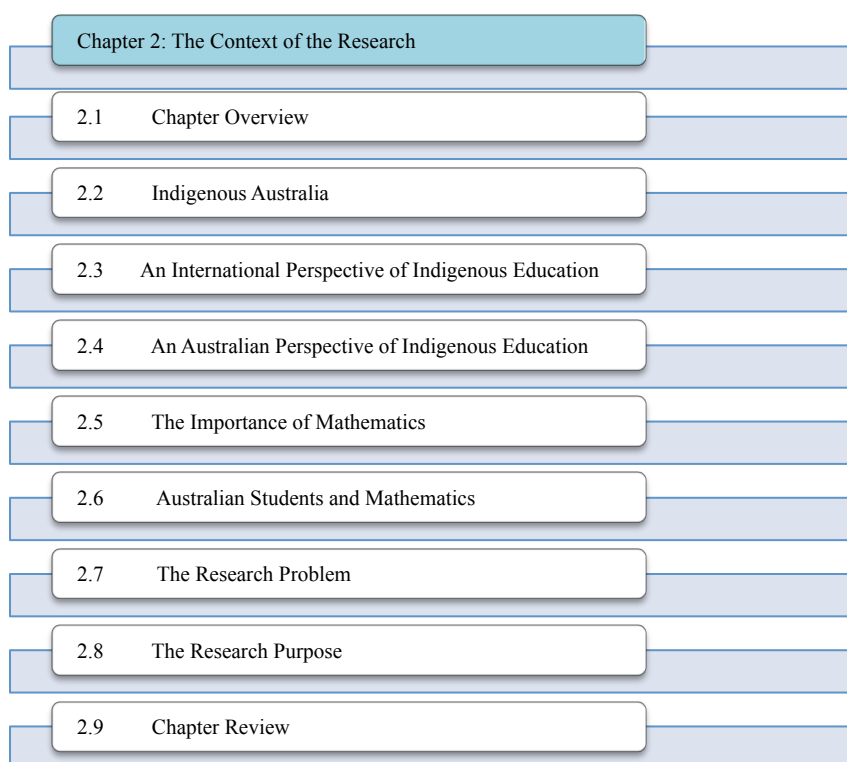 Chapter 2: The Context of the Research
2.1 Chapter Overview
2.2 Indigenous Australia
2.3 An International Perspective of Indigenous Education
2.4 An Australian Perspective of Indigenous Education
2.5 The Importance of Mathematics
2.6 Australian Students and Mathematics
2.7 The Research Problem
2.8 The Research Purpose
2.9 Chapter Review